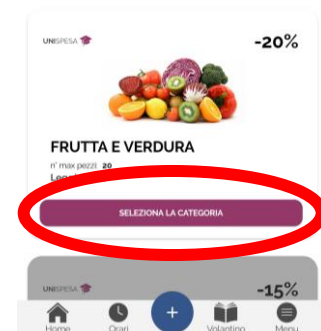 UNISPESA -20%
FRUTTA E VERDURA
n° max pezzi: 20
SELEZIONA LA CATEGORIA
UNISPESA -15%
Home Orari + Volantino Menu